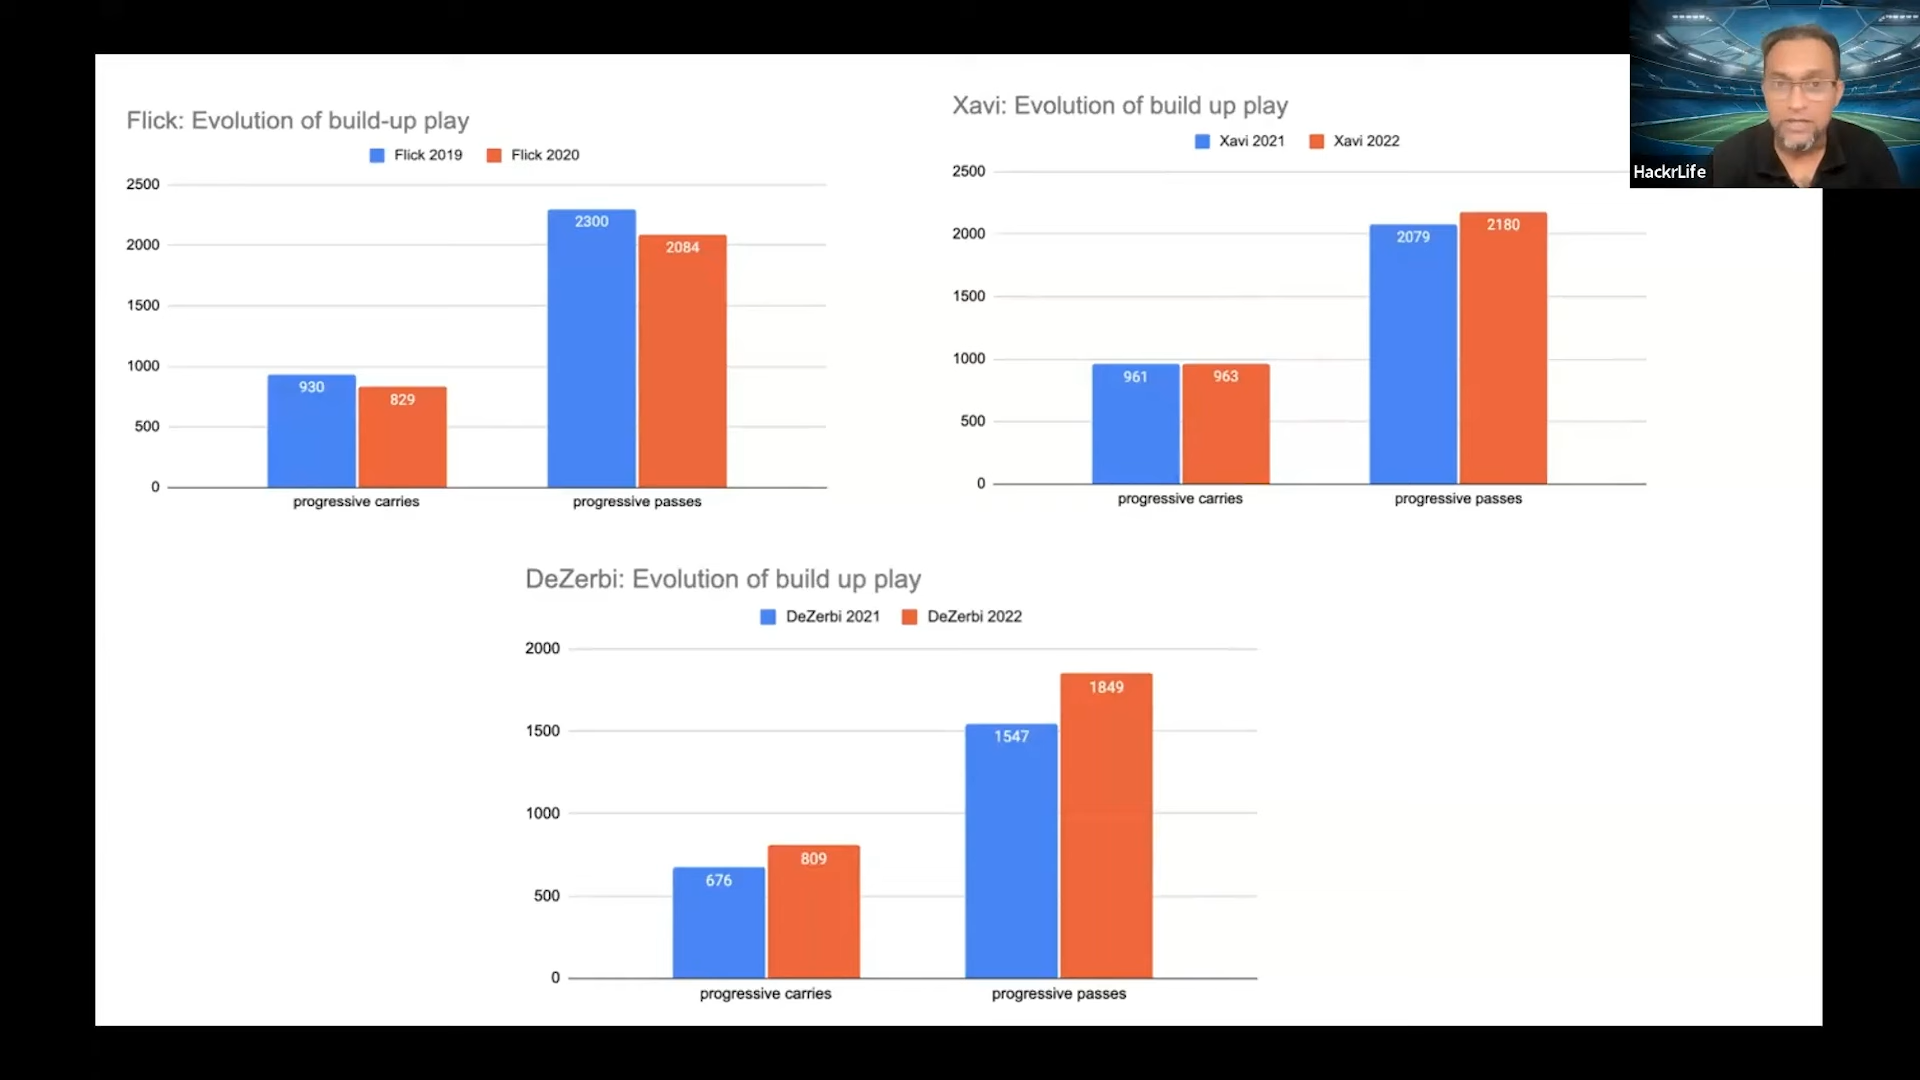 Flick: Evolution of build-up play
Flick 2019 Flick 2020
2500
2000
1500
1000
500
0
2300
2084
930
829
progressive carries progressive passes
Xavi: Evolution of build up play
Xavi 2021 Xavi 2022
2500
2000
1500
1000
500
0
2079
2180
961
963
progressive carries progressive passes
HackrLife
DeZerbi: Evolution of build up play
DeZerbi 2021 DeZerbi 2022
2000
1500
1000
500
0
1547
1849
676
809
progressive carries progressive passes